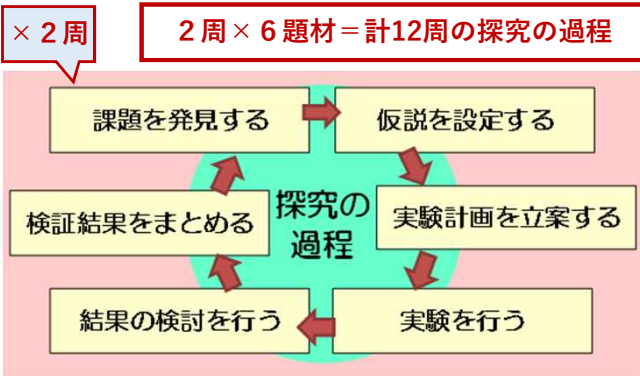 ×２周
２周×６題材＝計12周の探究の過程
課題を発見する
仮説を設定する
実験計画を立案する
実験を行う
結果の検討を行う
検証結果をまとめる
探究の
過程